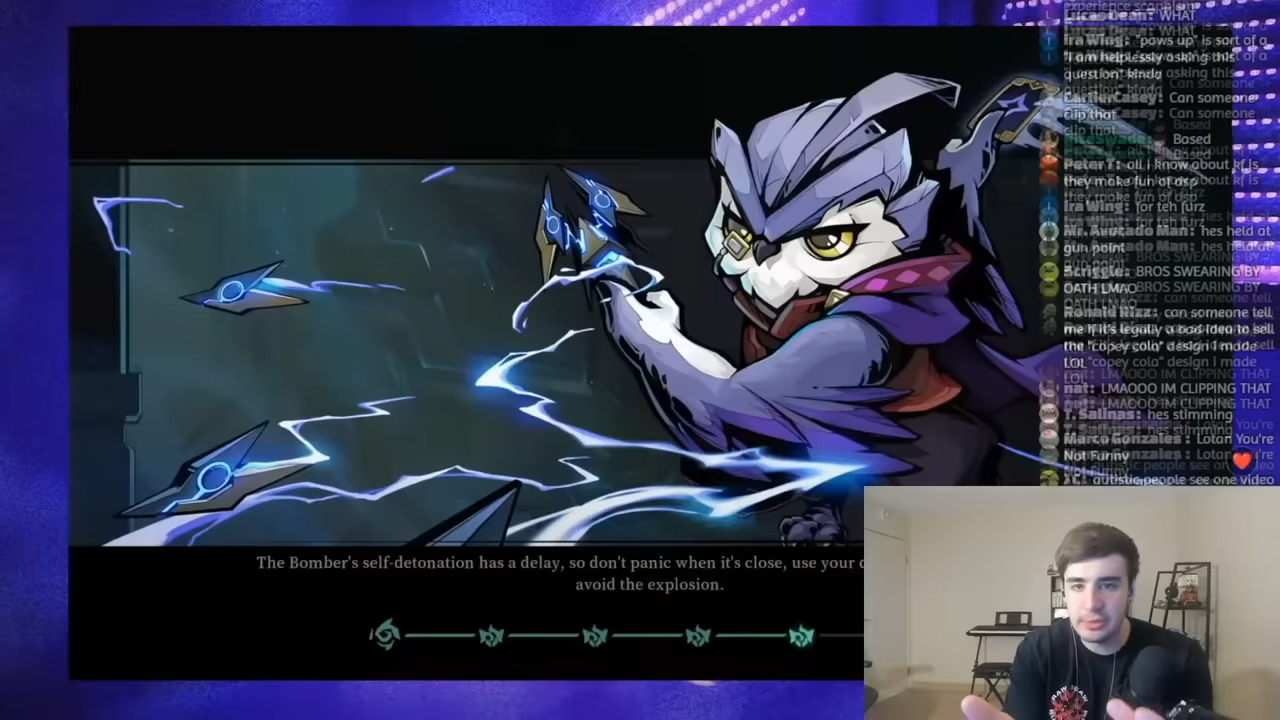 Lucas Dean: WHAT
Ira Wing: "paws up" is sort of a
"I am helplessly asking this
question" kinda
CarlierCasey: Can someone
clip that
Based
PeterT: all i know about kf is
they make fun of asp
Ira Wing: for teh furz
Mr. Avocado Man: hes held at
gun point
Scriggle: BROS SWEARING BY
OATH LMAO
Ronald Rizz: can someone tell
me if it's legally a bad idea to sell
the "copey cola" design I made
LOL
nat: LMAOOO IM CLIPPING THAT
T. Salinas: hes stimming
Marco Gonzales : Lotan You're
Not Funny
JC: autistic people see one video
The Bomber's self-detonation has a delay, so don't panic when it's close, use your
avoid the explosion.